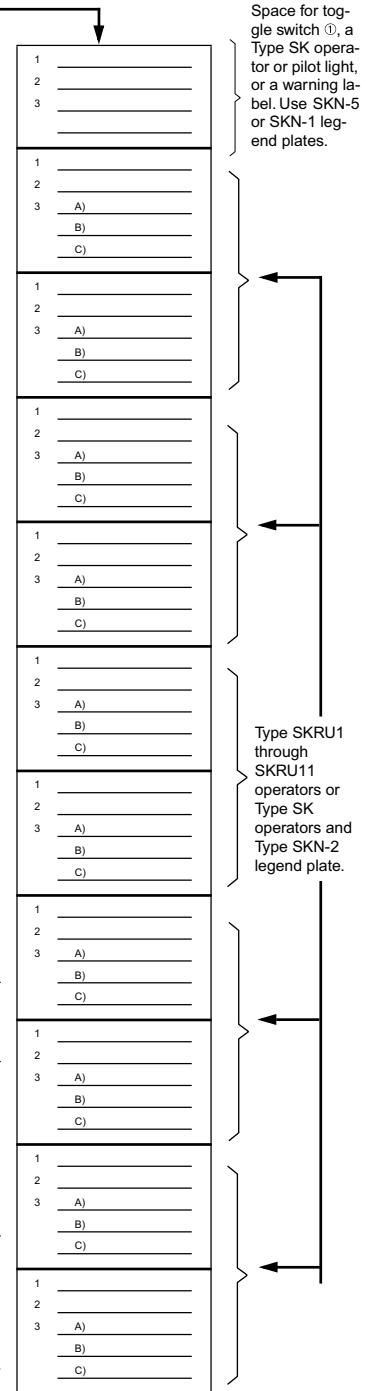 Space for tog-
gle switch ①, a
Type SK opera-
tor or pilot light,
or a warning la-
bel. Use SKN-5
or SKN-1 leg-
end plates.
1
2
3
1
2
3 A)
B)
C)
1
2
3 A)
B)
C)
1
2
3 A)
B)
C)
1
2
3 A)
B)
C)
1
2
3 A)
B)
C)
1
2
3 A)
B)
C)
Type SKRU1
through
SKRU11
operators or
Type SK
operators and
Type SKN-2
legend plate.
1
2
3 A)
B)
C)
1
2
3 A)
B)
C)
1
2
3 A)
B)
C)
1
2
3 A)
B)
C)